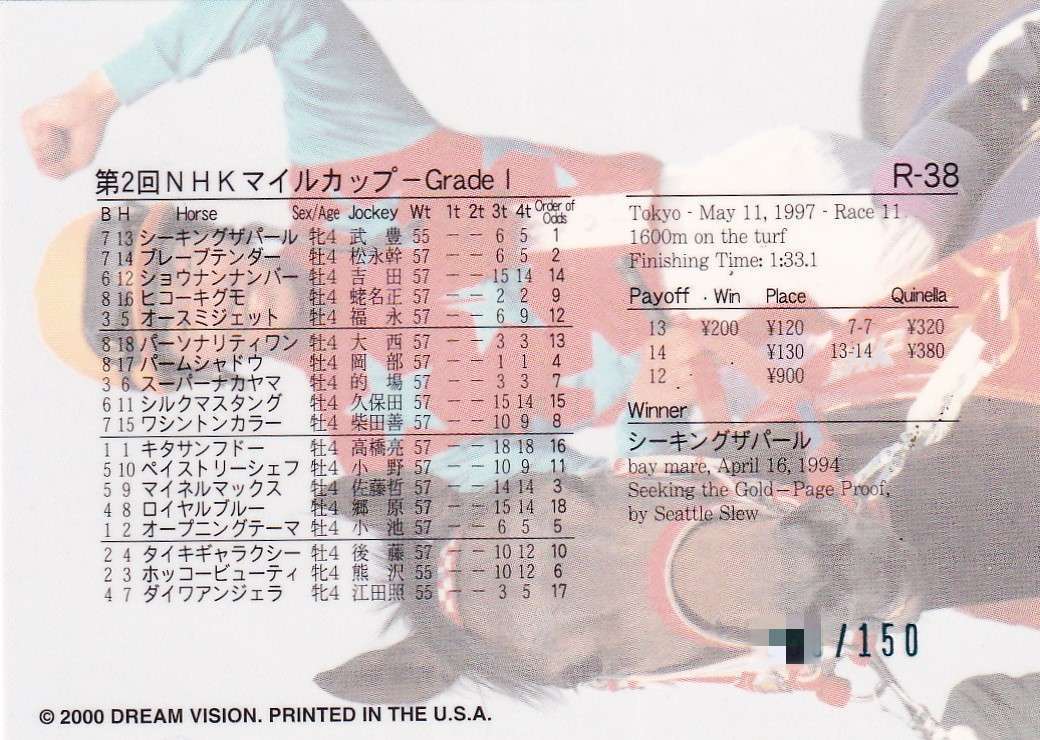 第2回NHKマイルカップ－Grade I
B H Horse Sex/Age Jockey Wt 1t 2t 3t 4t Order of Odds
7 13 シーキングザパール 牝4 武 豊 55 － － 6 5 1
7 14 ブレーブテンダー 牡4 松永幹 57 － － 6 5 2
6 12 ショウナンナンバー 牡4 吉 田 57 － － 15 14 14
8 16 ヒコーキグモ 牡4 蛯名正 57 － － 2 2 9
3 5 オースミジェット 牡4 福 永 57 － － 6 9 12
8 18 パーソナリティワン 牡4 大 西 57 － － 3 3 13
8 17 パームシャドウ 牡4 岡 部 57 － － 1 1 4
3 6 スーパーナカヤマ 牡4 的 場 57 － － 3 3 7
6 11 シルクマスタング 牡4 久保田 57 － － 15 14 15
7 15 ワシントンカラー 牡4 柴田善 57 － － 10 9 8
1 1 キタサンフドー 牡4 高橋亮 57 － － 18 18 16
5 10 ペイストリーシェフ 牡4 小 野 57 － － 10 9 11
5 9 マイネルマックス 牡4 佐藤哲 57 － － 14 14 3
4 8 ロイヤルブルー 牡4 郷 原 57 － － 15 14 18
1 2 オープニングテーマ 牡4 小 池 57 － － 6 5 5
2 4 タイキギャラクシー 牡4 後 藤 57 － － 10 12 10
2 3 ホッコービューティ 牝4 熊 沢 55 － － 10 12 6
4 7 ダイワアンジェラ 牝4 江田照 55 － － 3 5 17
R-38
Tokyo - May 11, 1997 - Race 11
1600m on the turf
Finishing Time: 1:33.1
Payoff · Win Place Quinella
13 ¥200 ¥120 7-7 ¥320
14 ¥130 13-14 ¥380
12 ¥900
Winner
シーキングザパール
bay mare, April 16, 1994
Seeking the Gold－Page Proof,
by Seattle Slew
/150
© 2000 DREAM VISION. PRINTED IN THE U.S.A.